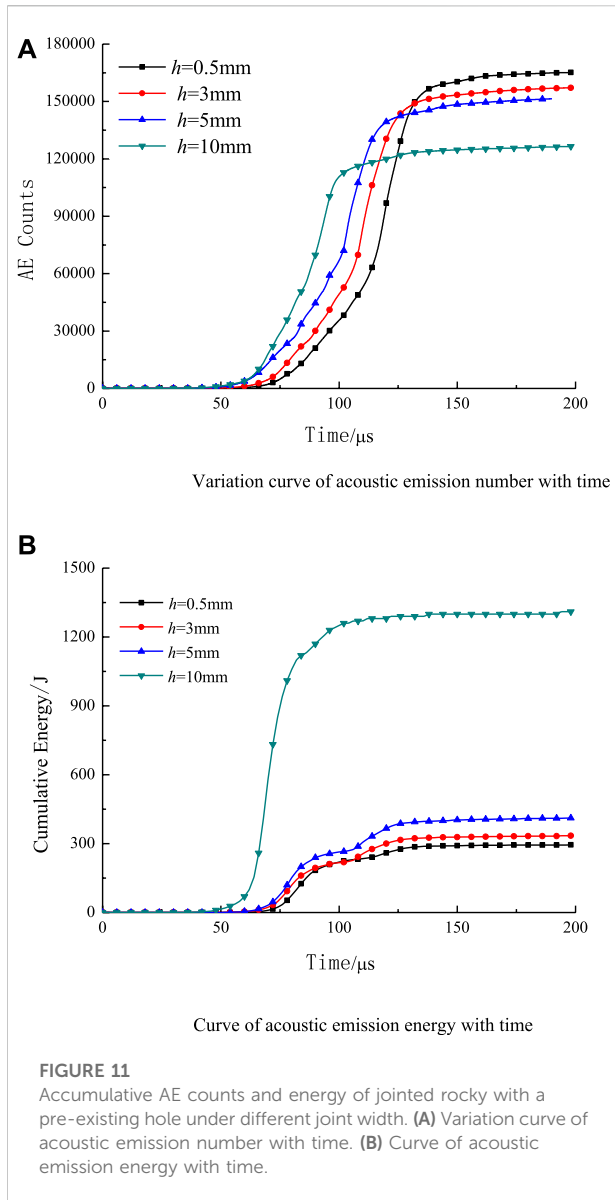 A
180000
150000
120000
90000
60000
30000
0
AE Counts
h=0.5mm
h=3mm
h=5mm
h=10mm
0 50 100 150 200
Time/μs
Variation curve of acoustic emission number with time
B
1500
1200
900
600
300
0
Cumulative Energy/J
h=0.5mm
h=3mm
h=5mm
h=10mm
0 50 100 150 200
Time/μs
Curve of acoustic emission energy with time
FIGURE 11
Accumulative AE counts and energy of jointed rocky with a
pre-existing hole under different joint width. (A) Variation curve of
acoustic emission number with time. (B) Curve of acoustic
emission energy with time.